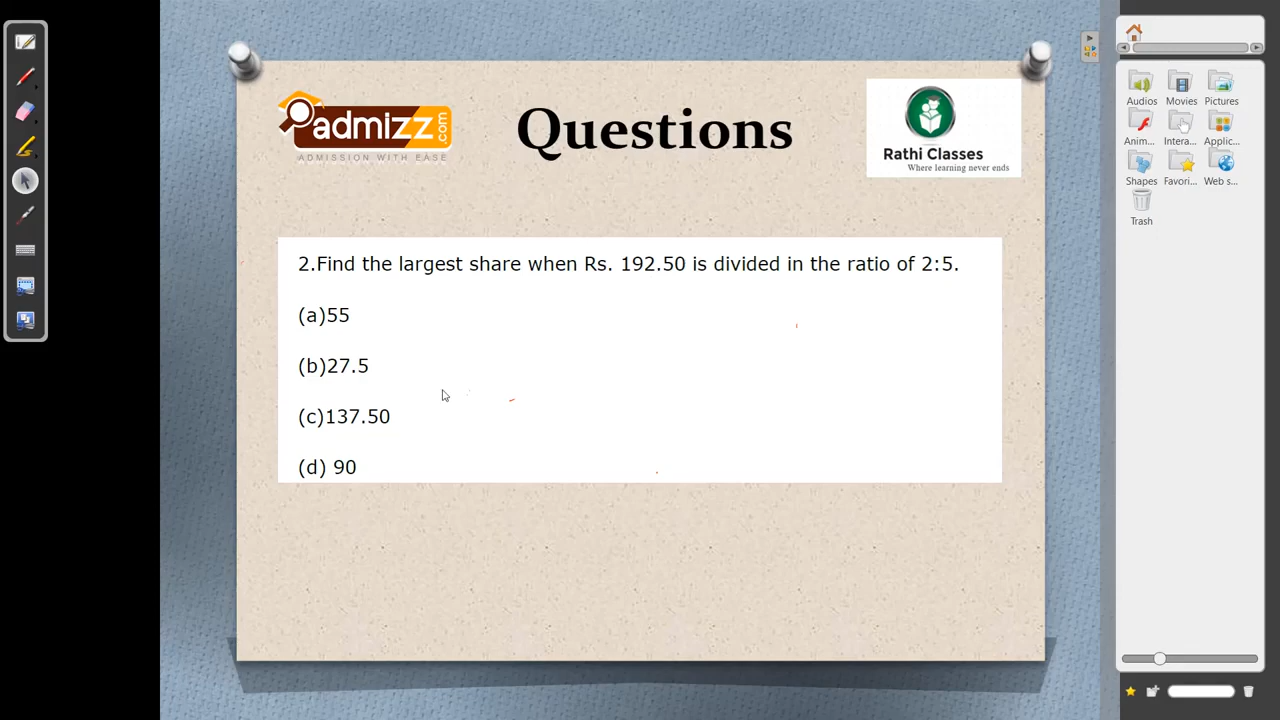 admizz.com
ADMISSION WITH EASE
Questions
Rathi Classes
Where learning never ends
2.Find the largest share when Rs. 192.50 is divided in the ratio of 2:5.
(a)55
(b)27.5
(c)137.50
(d) 90
Audios Movies Pictures
Anim... Intera... Applic...
Shapes Favori... Web s...
Trash